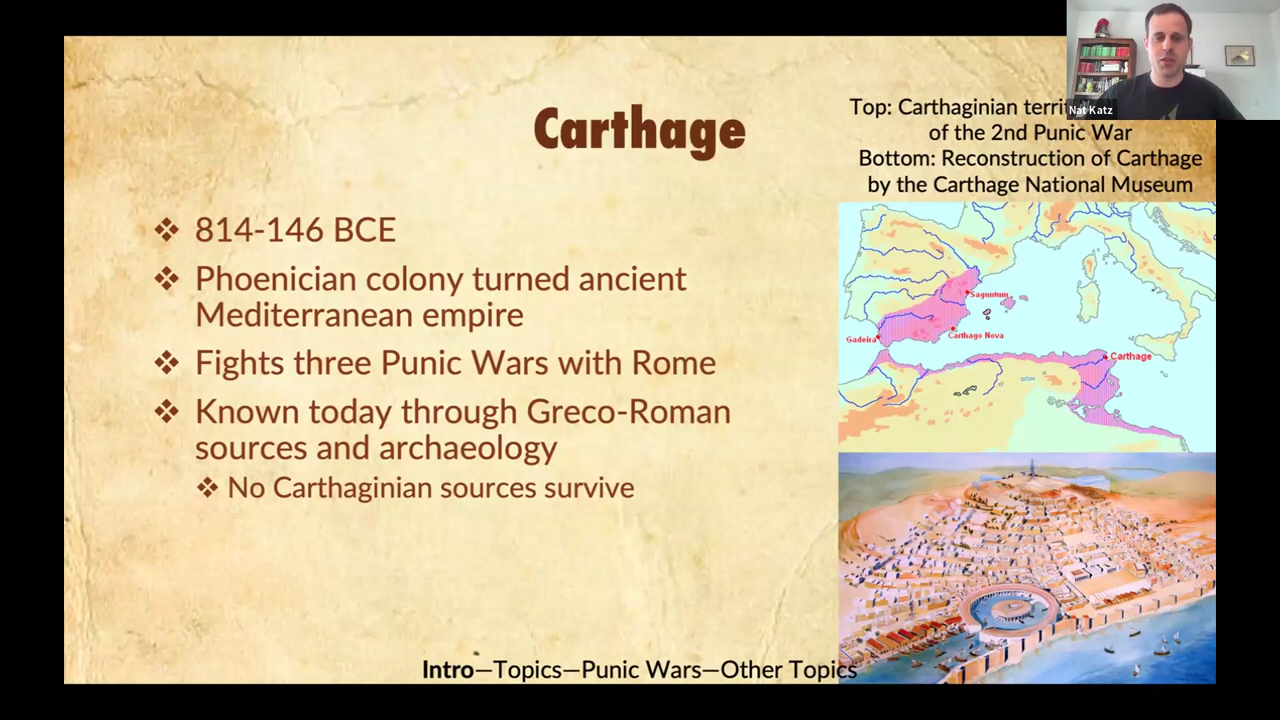 Carthage
❖ 814-146 BCE
❖ Phoenician colony turned ancient
Mediterranean empire
❖ Fights three Punic Wars with Rome
❖ Known today through Greco-Roman
sources and archaeology
❖ No Carthaginian sources survive
Top: Carthaginian
of the 2nd Punic War
Bottom: Reconstruction of Carthage
by the Carthage National Museum
Nat Katz
Saguntum
Carthago Nova
Gadeira
Carthage
Intro—Topics—Punic Wars—Other Topics